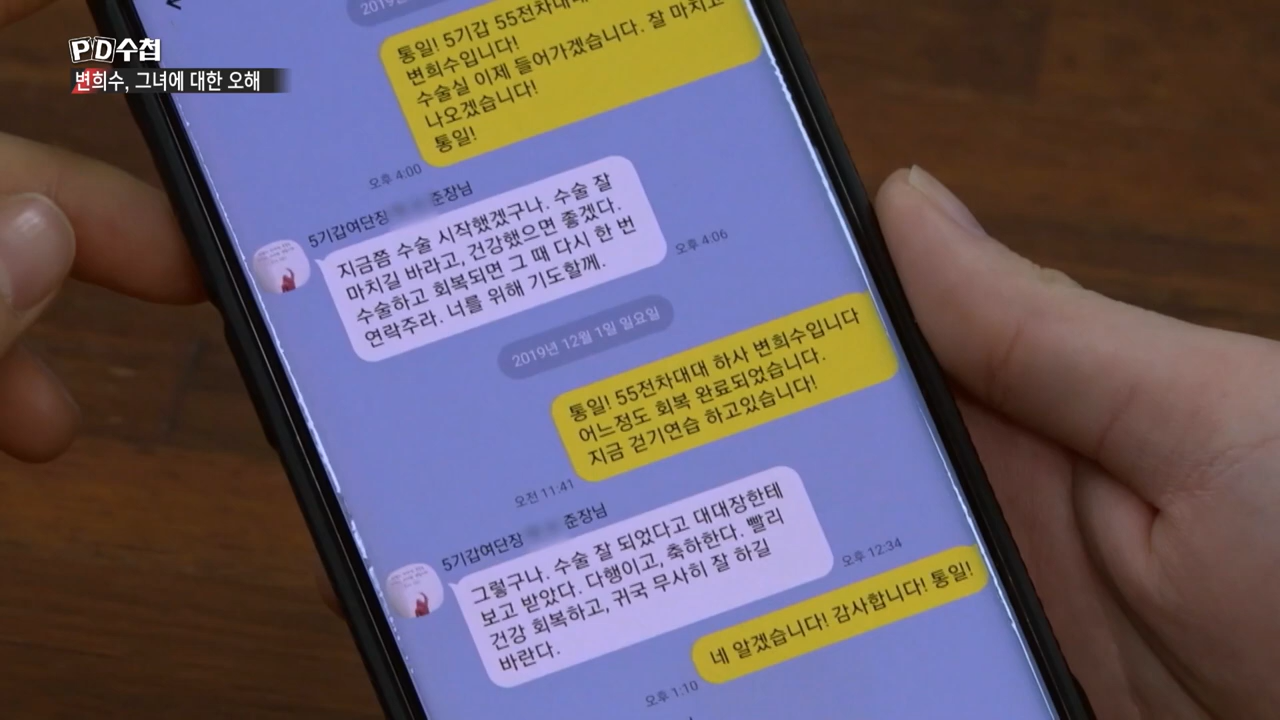 PD수첩
변희수, 그녀에 대한 오해
2019년
통일! 5기갑 55전차대대
변희수입니다!
수술실 이제 들어가겠습니다. 잘 마치고
나오겠습니다!
통일!
오후 4:00
5기갑여단장 준장님
지금쯤 수술 시작했겠구나. 수술 잘
마치길 바라고, 건강했으면 좋겠다.
수술하고 회복되면 그 때 다시 한 번
연락주라. 너를 위해 기도할께.
오후 4:06
2019년 12월 1일 일요일
통일! 55전차대대 하사 변희수입니다
어느정도 회복 완료되었습니다.
지금 걷기연습 하고있습니다!
오전 11:41
5기갑여단장 준장님
그렇구나. 수술 잘 되었다고 대대장한테
보고 받았다. 다행이고, 축하한다. 빨리
건강 회복하고, 귀국 무사히 잘 하길
바란다.
오후 12:34
네 알겠습니다! 감사합니다! 통일!
오후 1:10